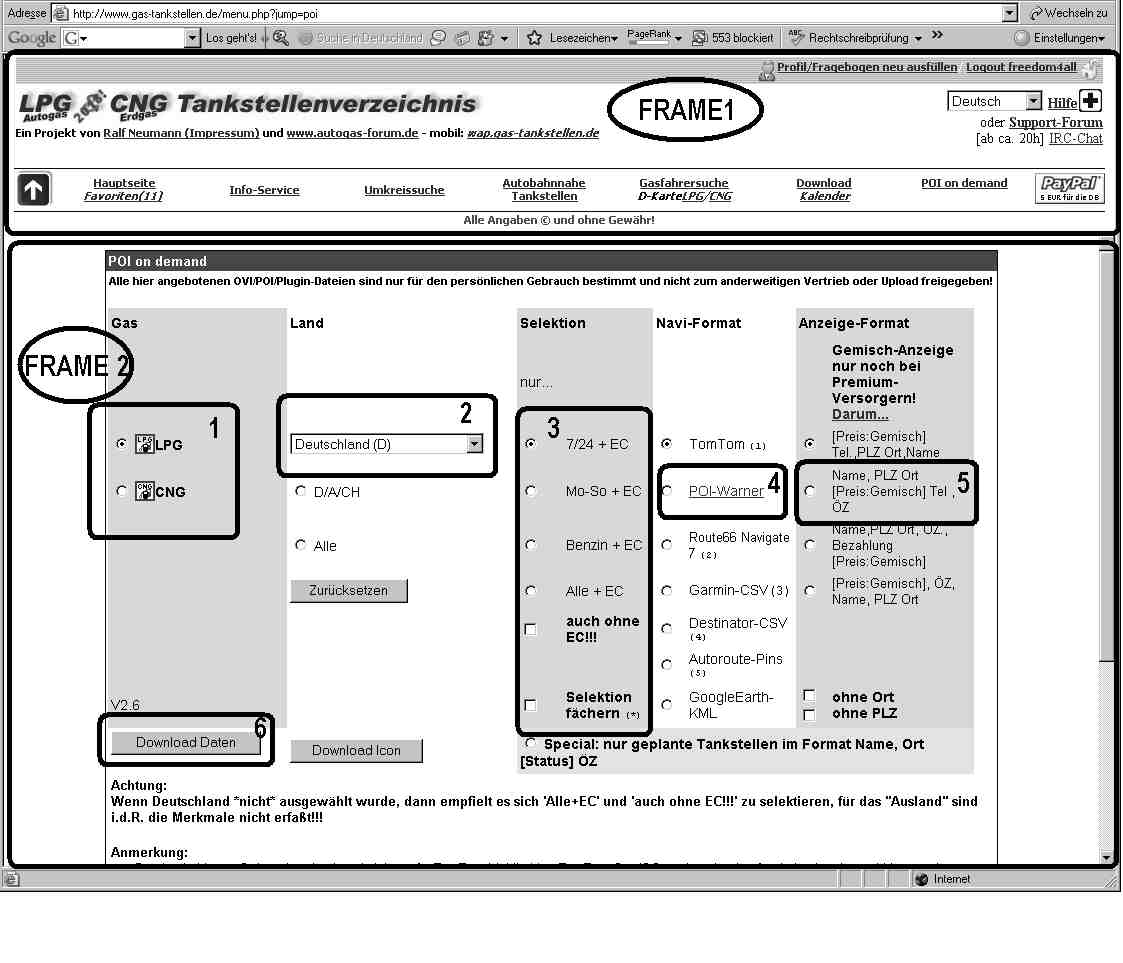 Adresse http://www.gas-tankstellen.de/menu.php?jump=poi Wechseln zu
Google G Los geht's! Suche in Deutschland Lesezeichen PageRank 553 blockiert ABC Rechtschreibprüfung » Einstellungen
Profil/Fragebogen neu ausfüllen Logout freedom4all
LPG Autogas CNG Erdgas Tankstellenverzeichnis
FRAME1
Deutsch Hilfe
Ein Projekt von Ralf Neumann (Impressum) und www.autogas-forum.de - mobil: wap.gas-tankstellen.de
oder Support-Forum
[ab ca. 20h] IRC-Chat
Hauptseite Info-Service Umkreissuche Autobahnnahe Gasfahrersuche Download POI on demand PayPal
Favoriten(11) Tankstellen D-KarteLPG/CNG Kalender 5 EUR für die DB
Alle Angaben © und ohne Gewähr!
POI on demand
Alle hier angebotenen OVI/POI/Plugin-Dateien sind nur für den persönlichen Gebrauch bestimmt und nicht zum anderweitigen Vertrieb oder Upload freigegeben!
Gas Land Selektion Navi-Format Anzeige-Format
FRAME 2
nur...
Gemisch-Anzeige
nur noch bei
Premium-
Versorgern!
Darum...
1 2 3
LPG LPG Deutschland (D) 7/24 + EC TomTom (1) [Preis:Gemisch]
Tel.,PLZ Ort,Name
CNG CNG D/A/CH Mo-So + EC POI-Warner 4 Name, PLZ Ort
[Preis:Gemisch] Tel., 5
ÖZ
Alle Benzin + EC Route66 Navigate
7 (2)
Name,PLZ Ort, ÖZ.,
Bezahlung
[Preis:Gemisch]
Zurücksetzen Alle + EC Garmin-CSV (3) [Preis:Gemisch], ÖZ,
Name, PLZ Ort
auch ohne
EC!!!
Destinator-CSV
(4)
Autoroute-Pins
(5)
Selektion
fächern (*)
GoogleEarth-
KML
ohne Ort
ohne PLZ
V2.6
6
Download Daten Download Icon Special: nur geplante Tankstellen im Format Name, Ort
[Status] ÖZ
Achtung:
Wenn Deutschland *nicht* ausgewählt wurde, dann empfielt es sich 'Alle+EC' und 'auch ohne EC!!!' zu selektieren, für das "Ausland" sind
i.d.R. die Merkmale nicht erfaßt!!!
Anmerkung:
Internet